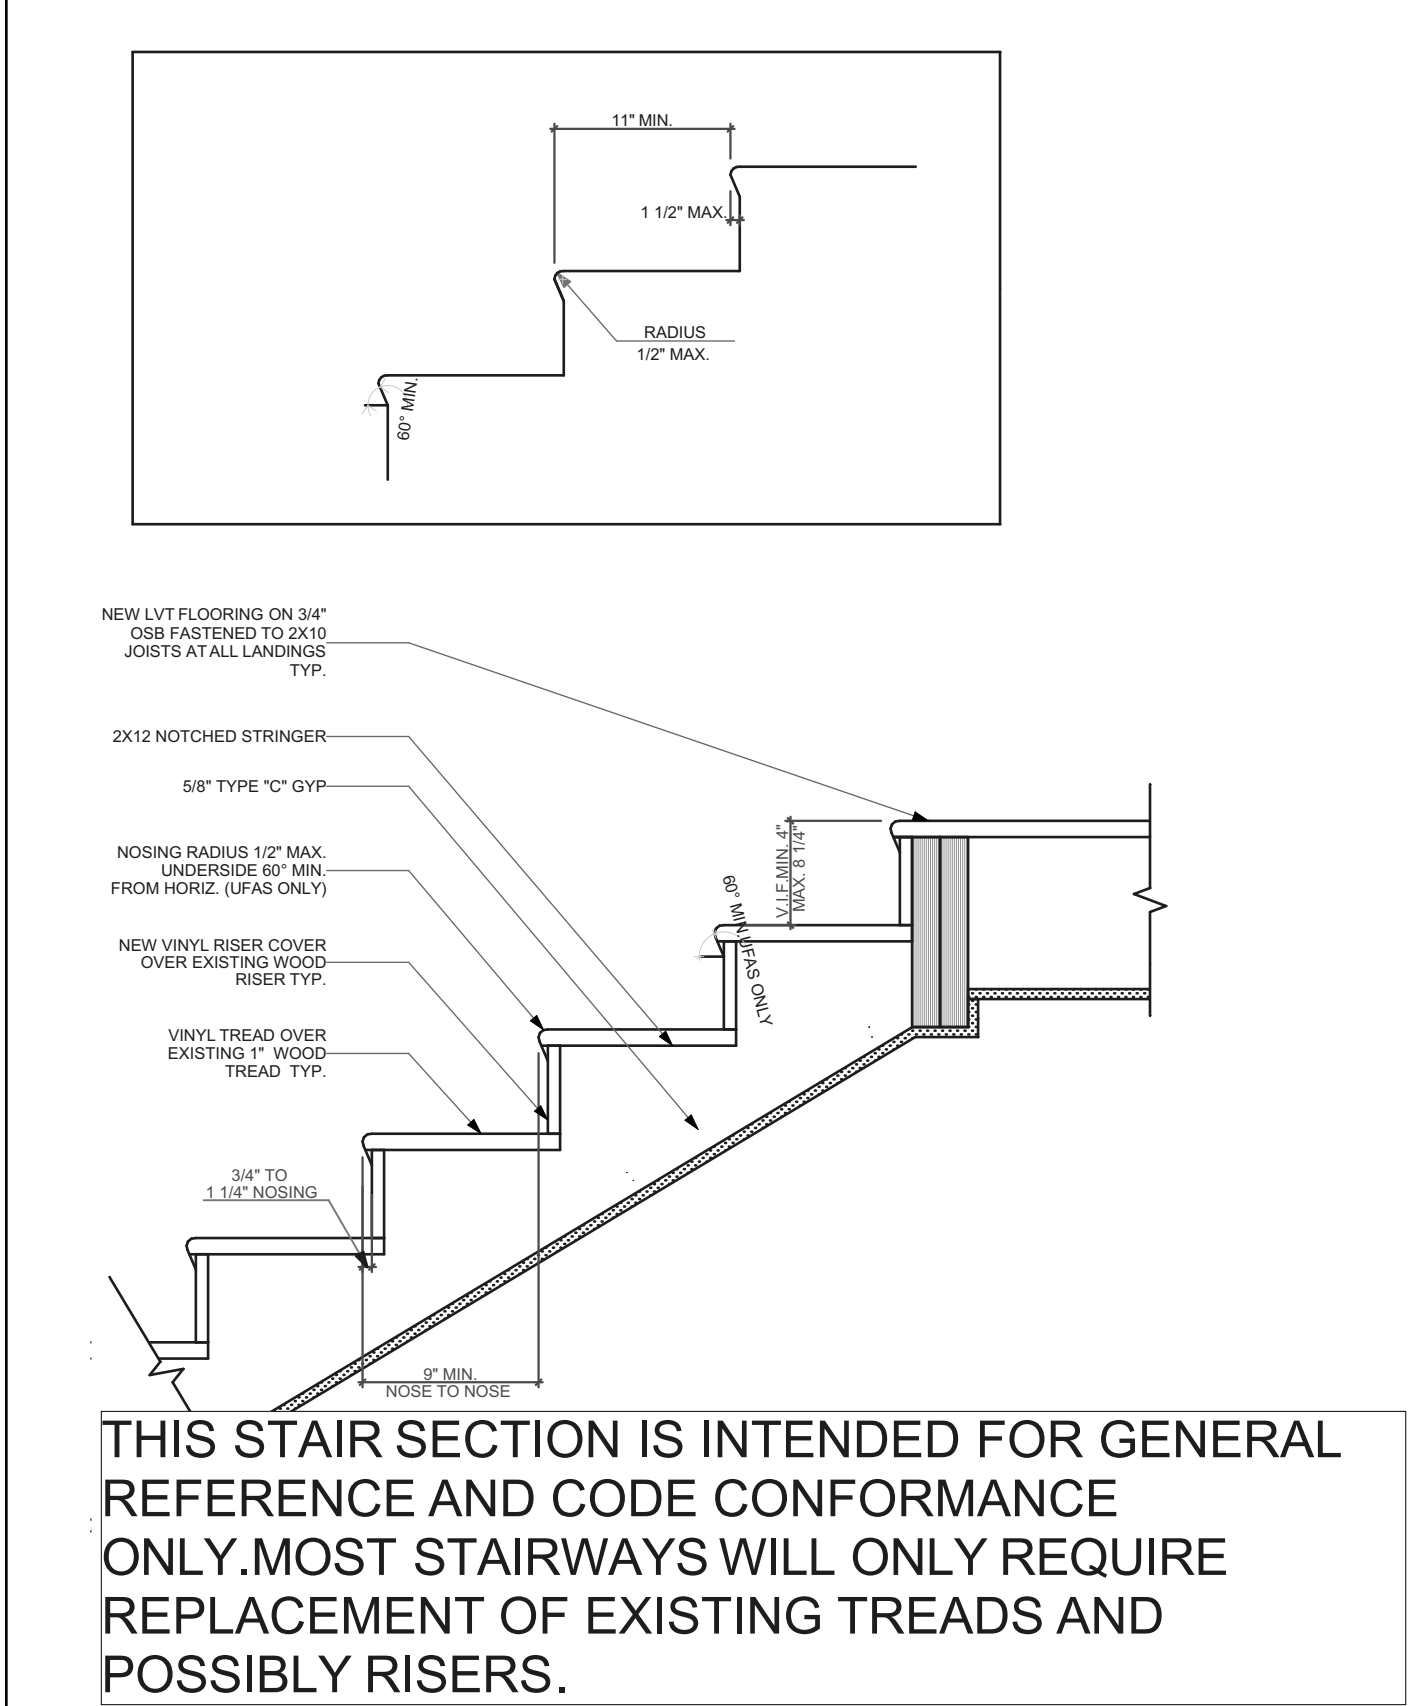 11" MIN.
1 1/2" MAX.
RADIUS
1/2" MAX.
60° MIN.
NEW LVT FLOORING ON 3/4"
OSB FASTENED TO 2X10
JOISTS AT ALL LANDINGS
TYP.
2X12 NOTCHED STRINGER
5/8" TYPE "C" GYP
NOSING RADIUS 1/2" MAX.
UNDERSIDE 60° MIN.
FROM HORIZ. (UFAS ONLY)
NEW VINYL RISER COVER
OVER EXISTING WOOD
RISER TYP.
VINYL TREAD OVER
EXISTING 1" WOOD
TREAD TYP.
V.I.F.MIN. 4"
MAX. 8 1/4"
60° MIN.UFAS ONLY
3/4" TO
1 1/4" NOSING
9" MIN.
NOSE TO NOSE
THIS STAIR SECTION IS INTENDED FOR GENERAL
REFERENCE AND CODE CONFORMANCE
ONLY.MOST STAIRWAYS WILL ONLY REQUIRE
REPLACEMENT OF EXISTING TREADS AND
POSSIBLY RISERS.